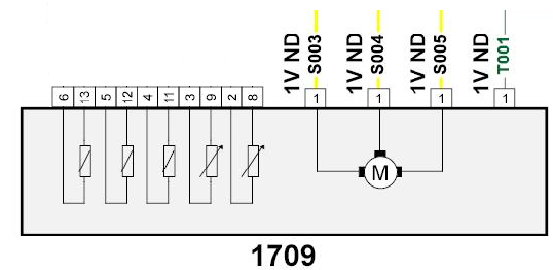 1V ND S003
1V ND S004
1V ND S005
1V ND T001
6 13 5 12 4 11 3 9 2 8
1 1 1 1
M
1709